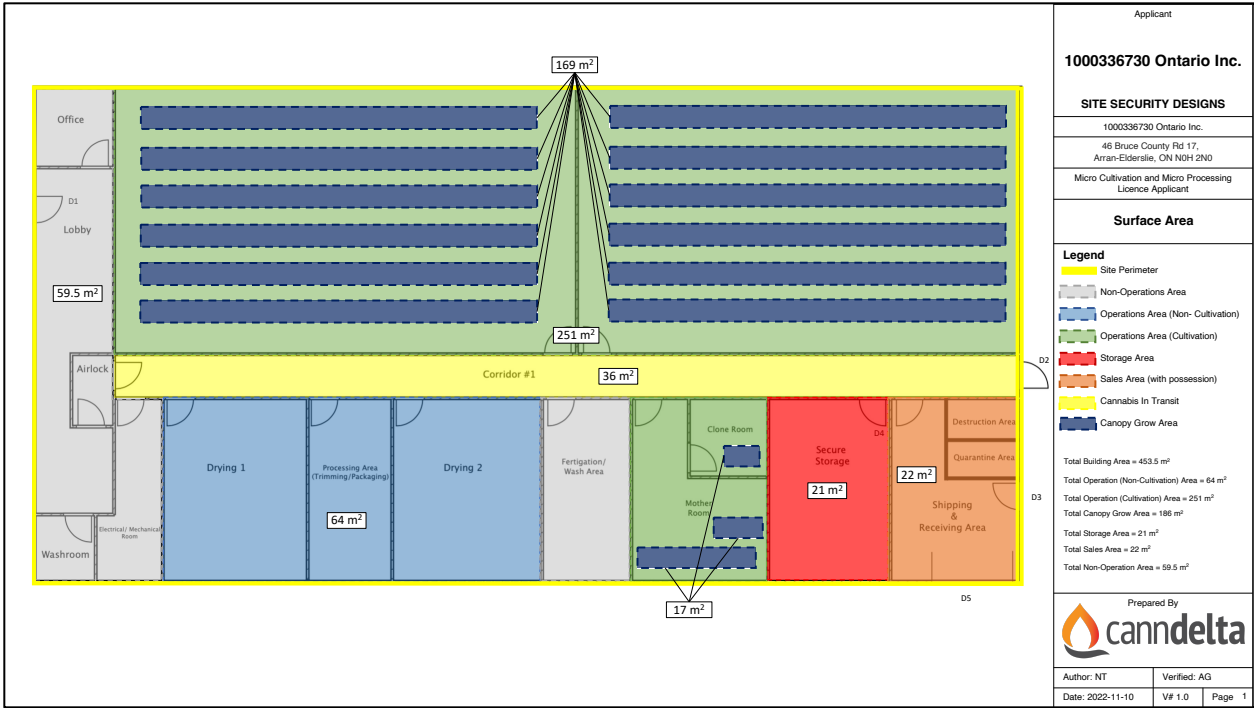 169 m²
Office
D1
Lobby
59.5 m²
251 m²
Airlock
Corridor #1
36 m²
D2
Drying 1
Processing Area
(Trimming/Packaging)
64 m²
Drying 2
Fertigation/
Wash Area
Clone Room
Mother
Room
17 m²
Secure
Storage
21 m²
D4
22 m²
Destruction Area
Quarantine Area
D3
Shipping
&
Receiving Area
D5
Electrical/ Mechanical
Room
Washroom
Applicant
1000336730 Ontario Inc.
SITE SECURITY DESIGNS
1000336730 Ontario Inc.
46 Bruce County Rd 17,
Arran-Elderslie, ON N0H 2N0
Micro Cultivation and Micro Processing
Licence Applicant
Surface Area
Legend
Site Perimeter
Non-Operations Area
Operations Area (Non- Cultivation)
Operations Area (Cultivation)
Storage Area
Sales Area (with possession)
Cannabis In Transit
Canopy Grow Area
Total Building Area = 453.5 m²
Total Operation (Non-Cultivation) Area = 64 m²
Total Operation (Cultivation) Area = 251 m²
Total Canopy Grow Area = 186 m²
Total Storage Area = 21 m²
Total Sales Area = 22 m²
Total Non-Operation Area = 59.5 m²
Prepared By
canndelta
Author: NT
Verified: AG
Date: 2022-11-10
V# 1.0
Page 1